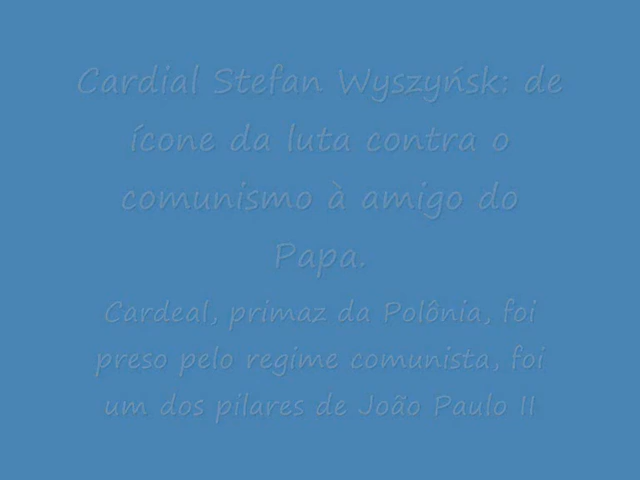 Cardial Stefan Wyszyńsk: de
ícone da luta contra o
comunismo à amigo do
Papa.
Cardeal, primaz da Polônia, foi
preso pelo regime comunista, foi
um dos pilares de João Paulo II